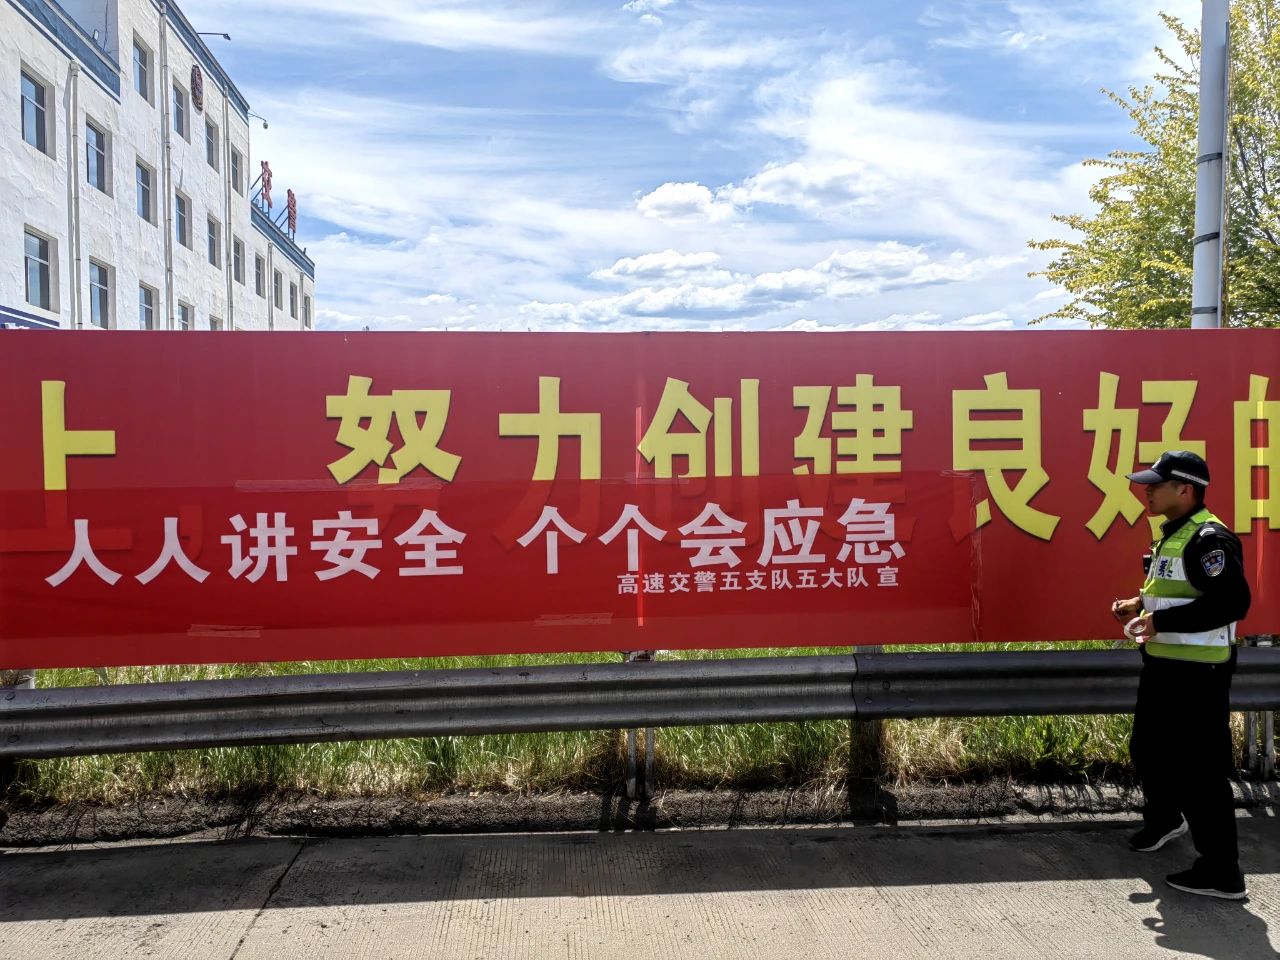 上，努力创建良好的
人人讲安全 个个会应急
高速交警五支队五大队 宣